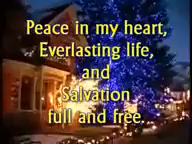 Peace in my heart,
Everlasting life,
and
Salvation
full and free.